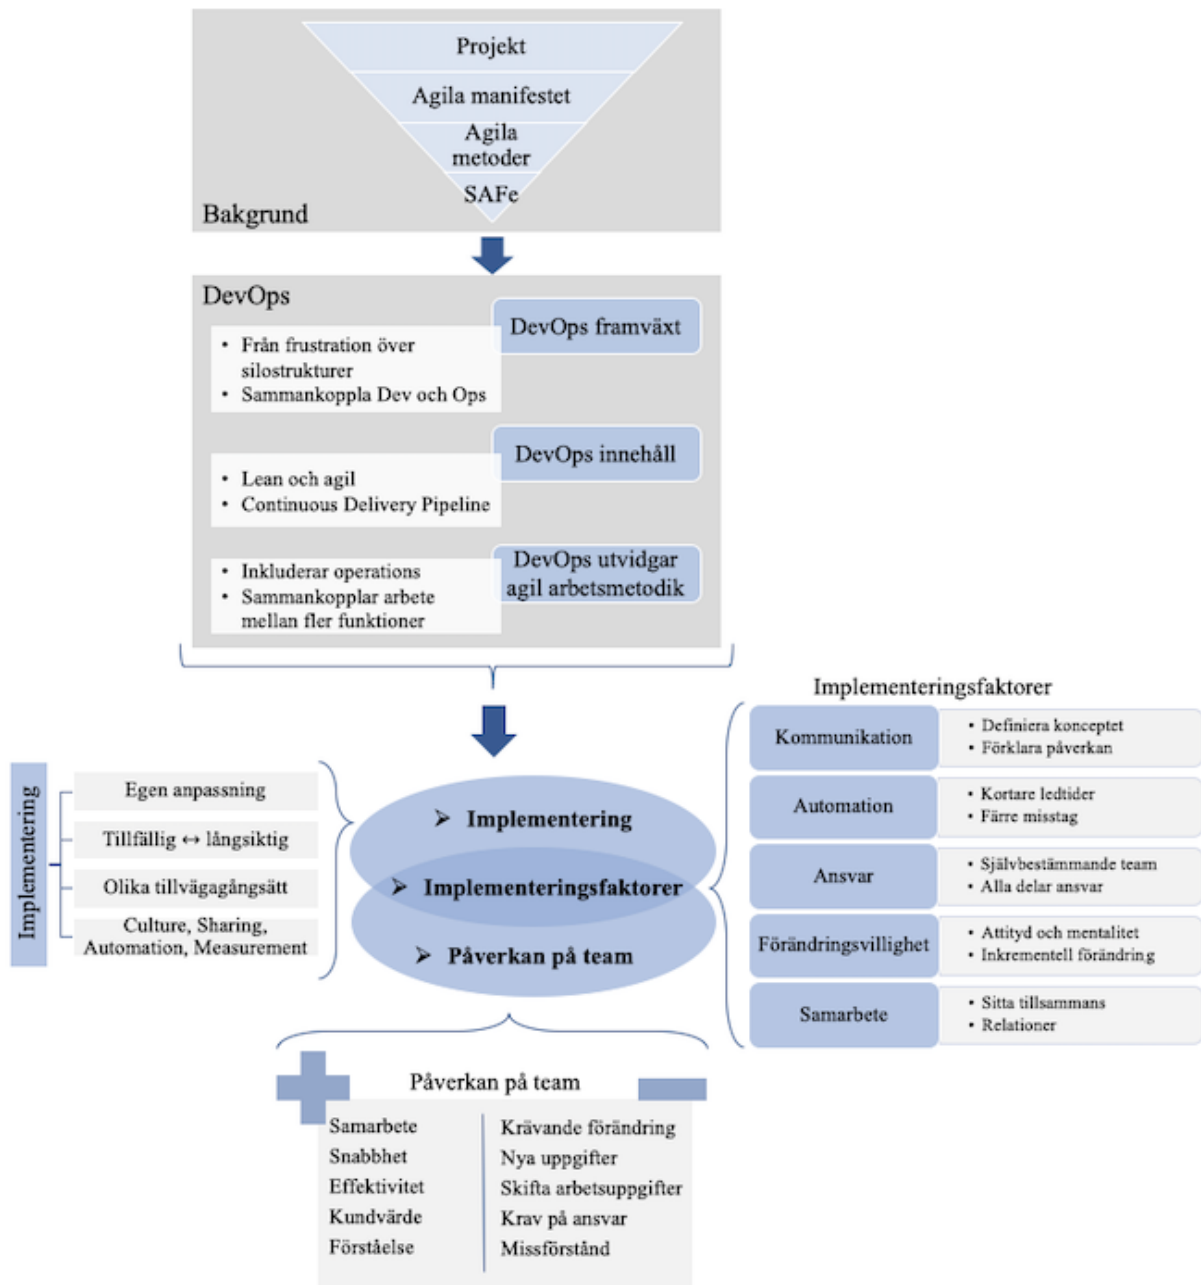 Projekt
Agila manifestet
Agila
metoder
SAFe
Bakgrund
DevOps
DevOps framväxt
• Från frustration över
silostrukturer
• Sammankoppla Dev och Ops
DevOps innehåll
• Lean och agil
• Continuous Delivery Pipeline
DevOps utvidgar
agil arbetsmetodik
• Inkluderar operations
• Sammankopplar arbete
mellan fler funktioner
Implementering
Egen anpassning
Tillfällig ↔ långsiktig
Olika tillvägagångsätt
Culture, Sharing,
Automation, Measurement
➢ Implementering
➢ Implementeringsfaktorer
➢ Påverkan på team
Implementeringsfaktorer
Kommunikation
• Definiera konceptet
• Förklara påverkan
Automation
• Kortare ledtider
• Färre misstag
Ansvar
• Självbestämmande team
• Alla delar ansvar
Förändringsvillighet
• Attityd och mentalitet
• Inkrementell förändring
Samarbete
• Sitta tillsammans
• Relationer
Påverkan på team
Samarbete
Snabbhet
Effektivitet
Kundvärde
Förståelse
Krävande förändring
Nya uppgifter
Skifta arbetsuppgifter
Krav på ansvar
Missförstånd